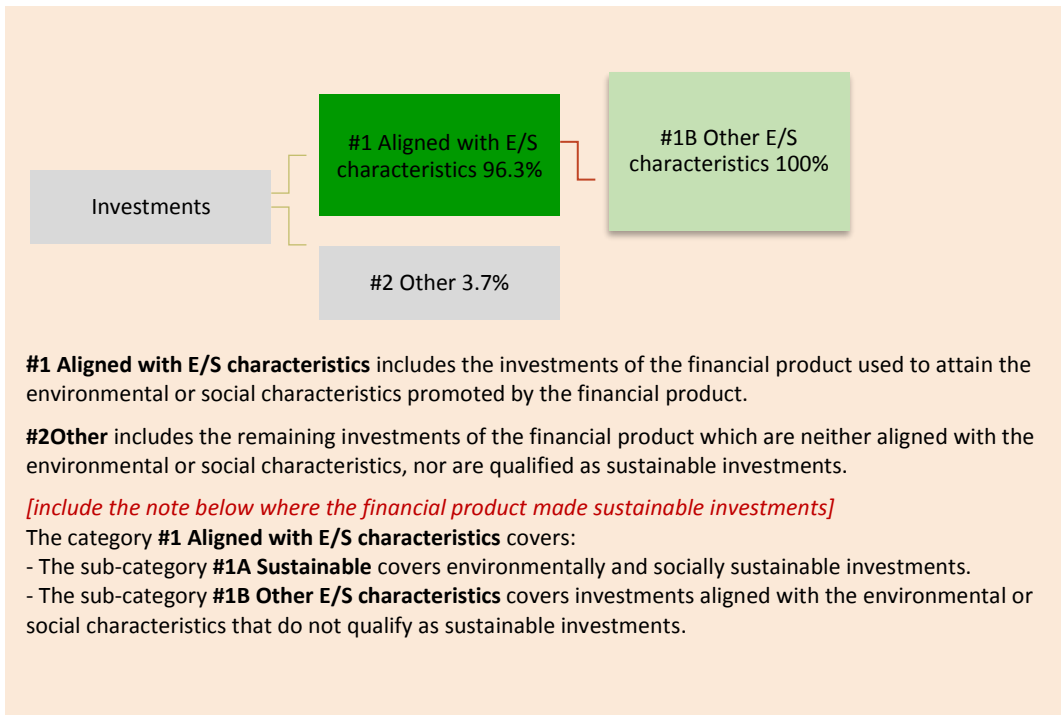 #1 Aligned with E/S
characteristics 96.3%
#1B Other E/S
characteristics 100%
Investments
#2 Other 3.7%
#1 Aligned with E/S characteristics includes the investments of the financial product used to attain the
environmental or social characteristics promoted by the financial product.
#2Other includes the remaining investments of the financial product which are neither aligned with the
environmental or social characteristics, nor are qualified as sustainable investments.
[include the note below where the financial product made sustainable investments]
The category #1 Aligned with E/S characteristics covers:
- The sub-category #1A Sustainable covers environmentally and socially sustainable investments.
- The sub-category #1B Other E/S characteristics covers investments aligned with the environmental or
social characteristics that do not qualify as sustainable investments.